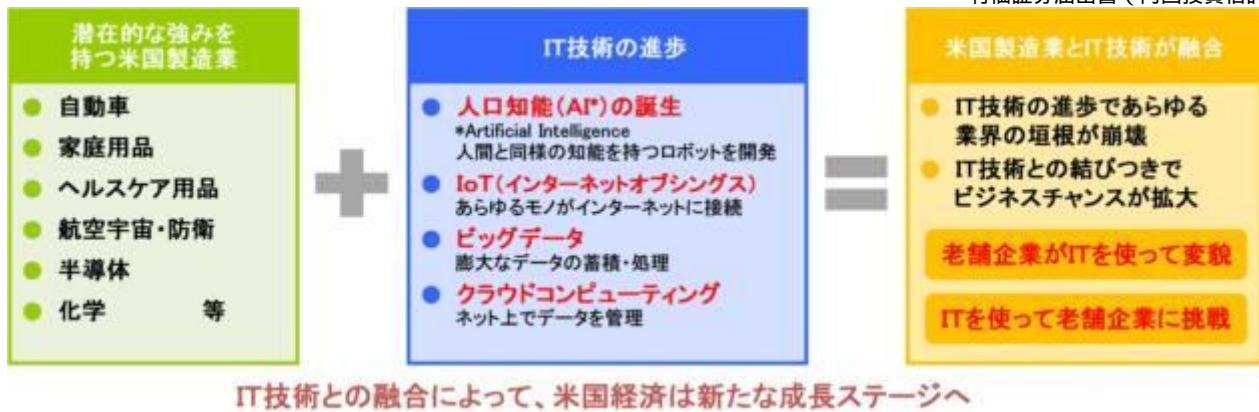 潜在的な強みを
持つ米国製造業
● 自動車
● 家庭用品
● ヘルスケア用品
● 航空宇宙・防衛
● 半導体
● 化学　　　等
IT技術の進歩
● 人口知能（AI*）の誕生
*Artificial Intelligence
人間と同様の知能を持つロボットを開発
● IoT（インターネットオブシングス）
あらゆるモノがインターネットに接続
● ビッグデータ
膨大なデータの蓄積・処理
● クラウドコンピューティング
ネット上でデータを管理
米国製造業とIT技術が融合
● IT技術の進歩であらゆる
業界の垣根が崩壊
● IT技術との結びつきで
ビジネスチャンスが拡大
老舗企業がITを使って変貌
ITを使って老舗企業に挑戦
IT技術との融合によって、米国経済は新たな成長ステージへ